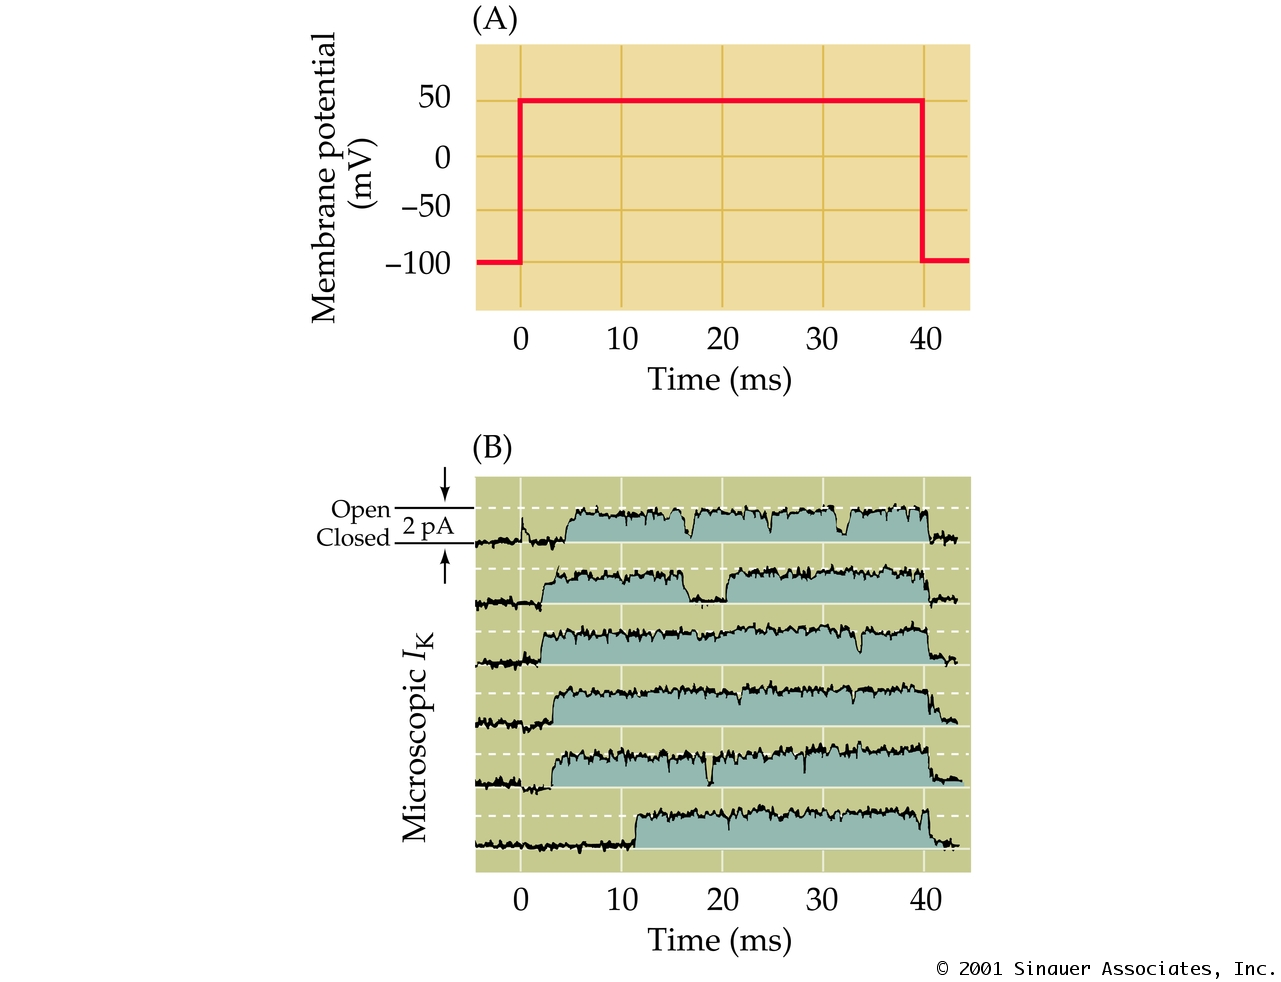 (A)
Membrane potential
(mV)
50
0
–50
–100
0 10 20 30 40
Time (ms)
(B)
Open
Closed
2 pA
Microscopic IK
0 10 20 30 40
Time (ms)
© 2001 Sinauer Associates, Inc.